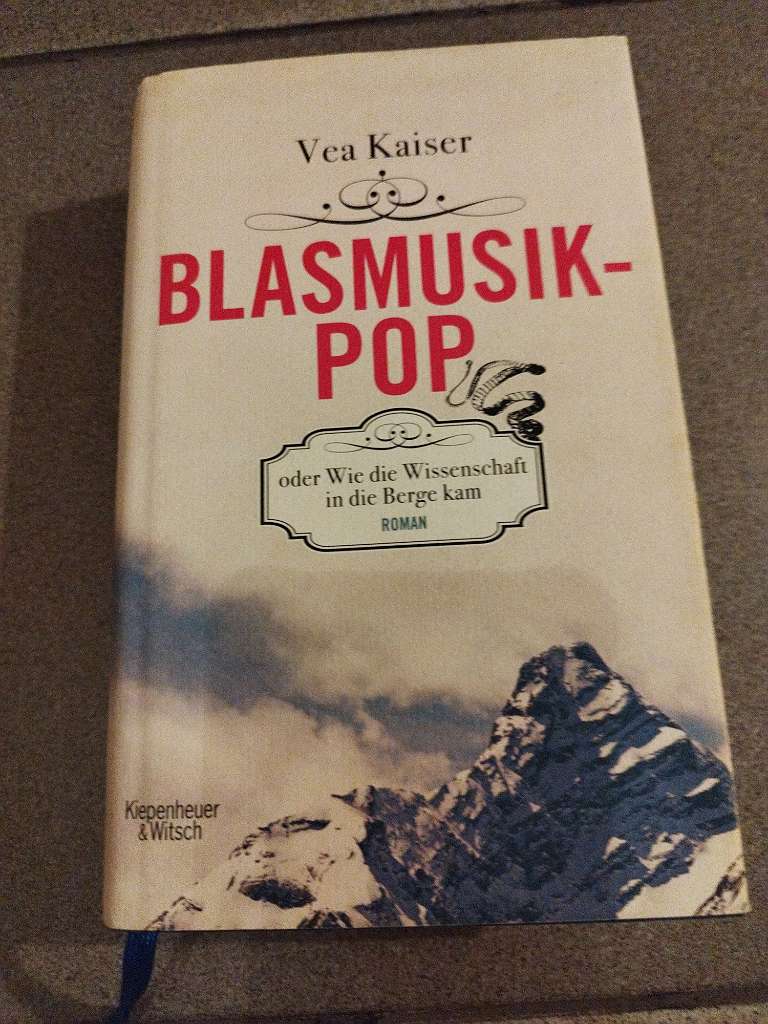 Vea Kaiser
BLASMUSIK-
POP
oder Wie die Wissenschaft
in die Berge kam
ROMAN
Kiepenheuer
& Witsch